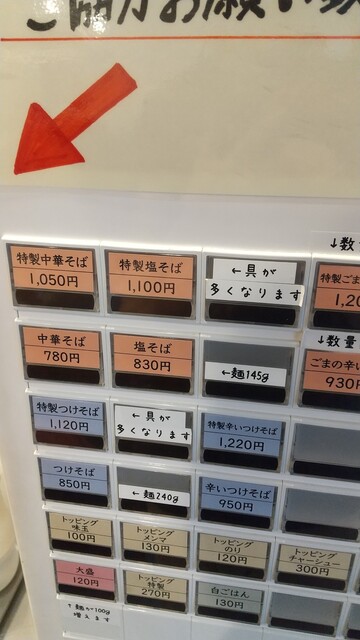 お願い
↓数
特製中華そば
1,050円
特製塩そば
1,100円
←具が
多くなります
特製ごま
中華そば
780円
塩そば
830円
←麺145g
↓数量
ごまの辛い
930円
特製つけそば
1,120円
←具が
多くなります
特製辛いつけそば
1,220円
つけそば
850円
←麺240g
辛いつけそば
950円
トッピング
味玉
100円
トッピング
メンマ
130円
トッピング
のり
120円
トッピング
チャーシュー
300円
大盛
120円
トッピング
特製
270円
白ごはん
130円
↑麺が100g
増えます